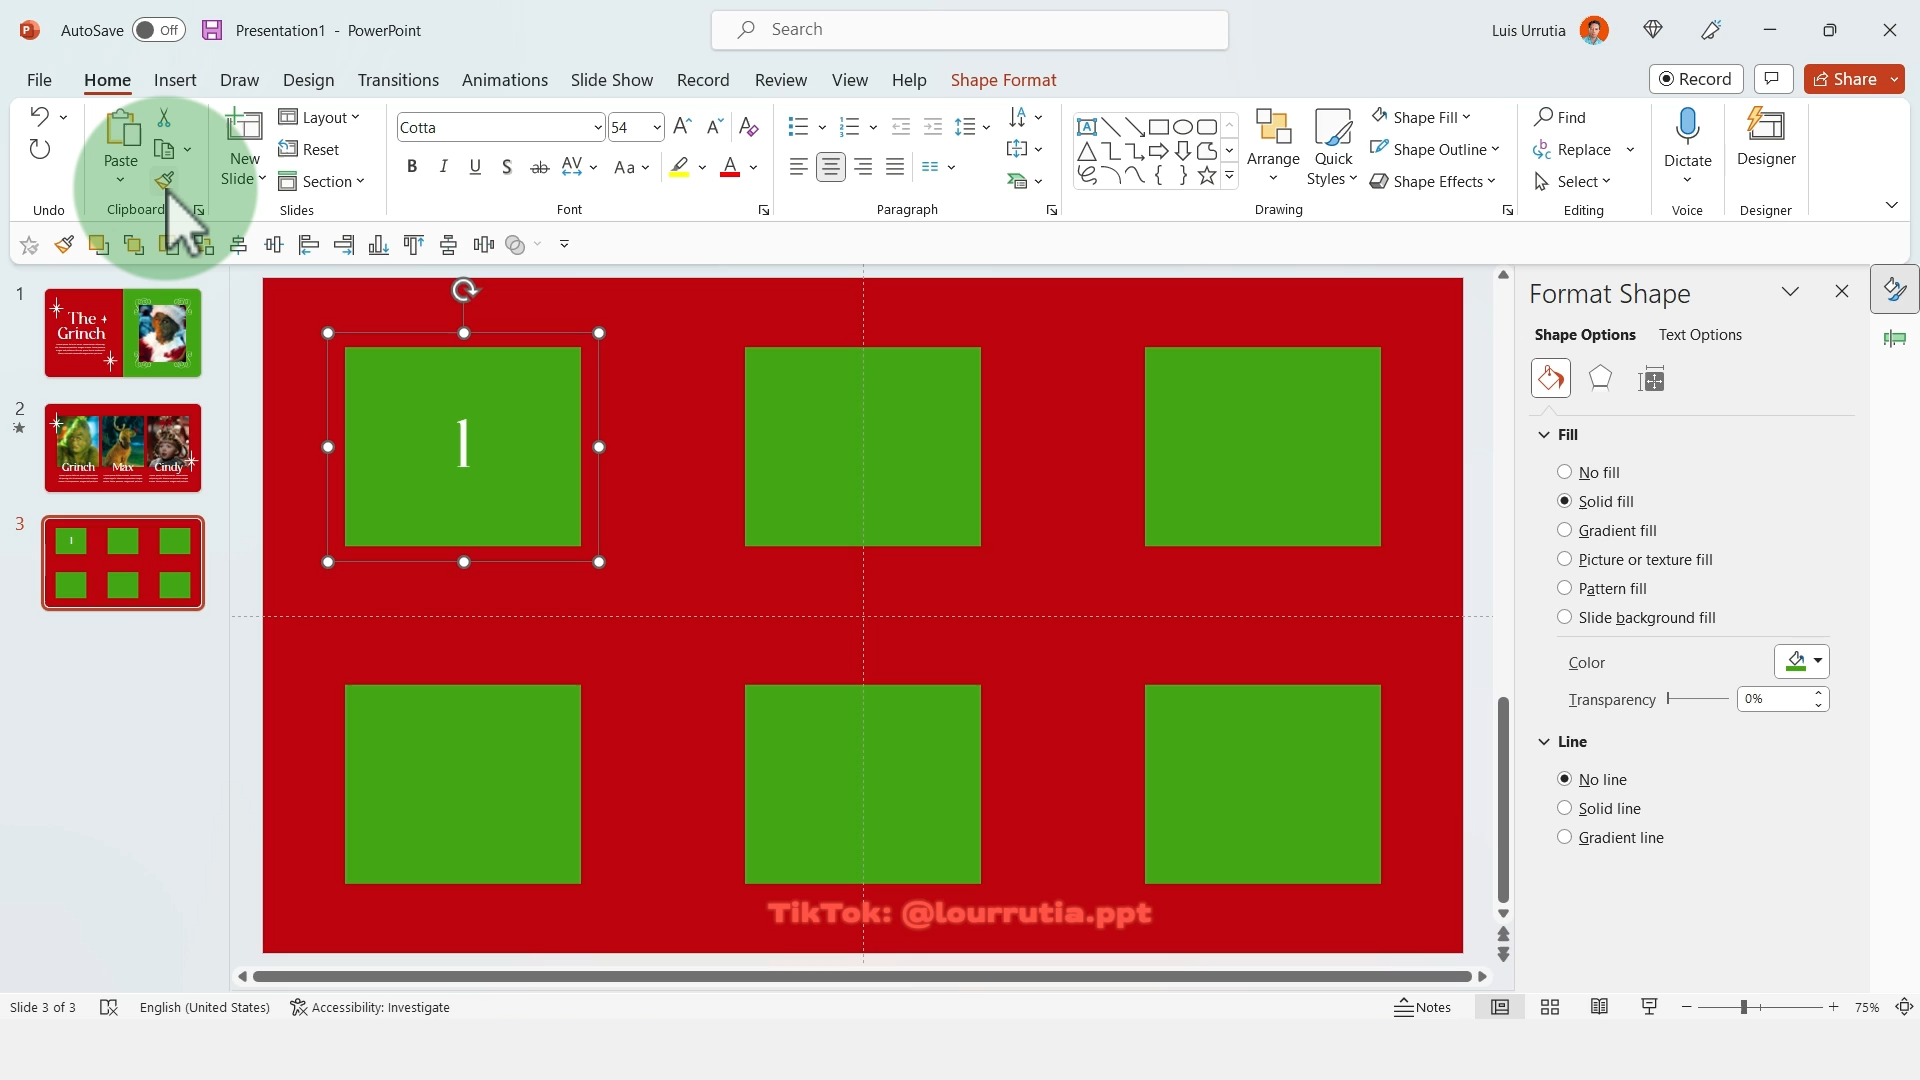 AutoSave Off Presentation1 - PowerPoint Search Luis Urrutia
File Home Insert Draw Design Transitions Animations Slide Show Record Review View Help Shape Format Record Share
Paste New Slide Layout Reset Section Cotta 54 Arrange Quick Styles Shape Fill Shape Outline Shape Effects Find Replace Select Dictate Designer
Undo Clipboard Slides Font Paragraph Drawing Editing Voice Designer
1
The Grinch
2
Grinch Max Cindy
3
1
1
TikTok: @lourrutia.ppt
Format Shape
Shape Options Text Options
Fill
No fill
Solid fill
Gradient fill
Picture or texture fill
Pattern fill
Slide background fill
Color
Transparency 0%
Line
No line
Solid line
Gradient line
Slide 3 of 3 English (United States) Accessibility: Investigate Notes 75%